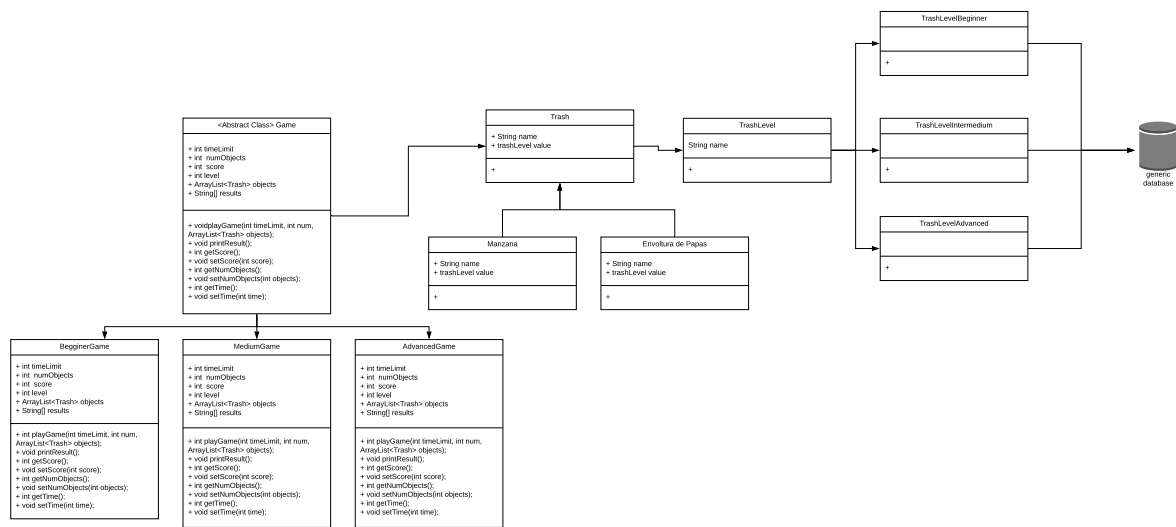 <Abstract Class> Game
+ int timeLimit
+ int  numObjects
+ int  score
+ int level
+ ArrayList<Trash> objects
+ String[] results
+ voidplayGame(int timeLimit, int num,
ArrayList<Trash> objects);
+ void printResult();
+ int getScore();
+ void setScore(int score);
+ int getNumObjects();
+ void setNumObjects(int objects);
+ int getTime();
+ void setTime(int time);
BegginerGame
+ int timeLimit
+ int  numObjects
+ int  score
+ int level
+ ArrayList<Trash> objects
+ String[] results
+ int playGame(int timeLimit, int num,
ArrayList<Trash> objects);
+ void printResult();
+ int getScore();
+ void setScore(int score);
+ int getNumObjects();
+ void setNumObjects(int objects);
+ int getTime();
+ void setTime(int time);
MediumGame
+ int timeLimit
+ int  numObjects
+ int  score
+ int level
+ ArrayList<Trash> objects
+ String[] results
+ int playGame(int timeLimit, int num,
ArrayList<Trash> objects);
+ void printResult();
+ int getScore();
+ void setScore(int score);
+ int getNumObjects();
+ void setNumObjects(int objects);
+ int getTime();
+ void setTime(int time);
AdvancedGame
+ int timeLimit
+ int  numObjects
+ int  score
+ int level
+ ArrayList<Trash> objects
+ String[] results
+ int playGame(int timeLimit, int num,
ArrayList<Trash> objects);
+ void printResult();
+ int getScore();
+ void setScore(int score);
+ int getNumObjects();
+ void setNumObjects(int objects);
+ int getTime();
+ void setTime(int time);
Trash
+ String name
+ trashLevel value
+
Manzana
+ String name
+ trashLevel value
+
Envoltura de Papas
+ String name
+ trashLevel value
+
TrashLevel
String name
+
TrashLevelBeginner
+
TrashLevelIntermedium
+
TrashLevelAdvanced
+
generic
database